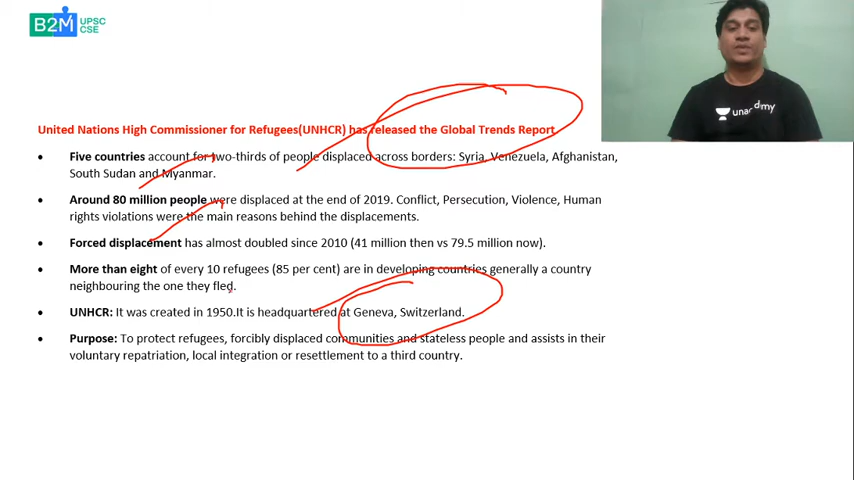 B2M UPSC
CSE
unacademy
United Nations High Commissioner for Refugees(UNHCR) has released the Global Trends Report
• Five countries account for two-thirds of people displaced across borders: Syria, Venezuela, Afghanistan,
South Sudan and Myanmar.
• Around 80 million people were displaced at the end of 2019. Conflict, Persecution, Violence, Human
rights violations were the main reasons behind the displacements.
• Forced displacement has almost doubled since 2010 (41 million then vs 79.5 million now).
• More than eight of every 10 refugees (85 per cent) are in developing countries generally a country
neighbouring the one they fled.
• UNHCR: It was created in 1950.It is headquartered at Geneva, Switzerland.
• Purpose: To protect refugees, forcibly displaced communities and stateless people and assists in their
voluntary repatriation, local integration or resettlement to a third country.